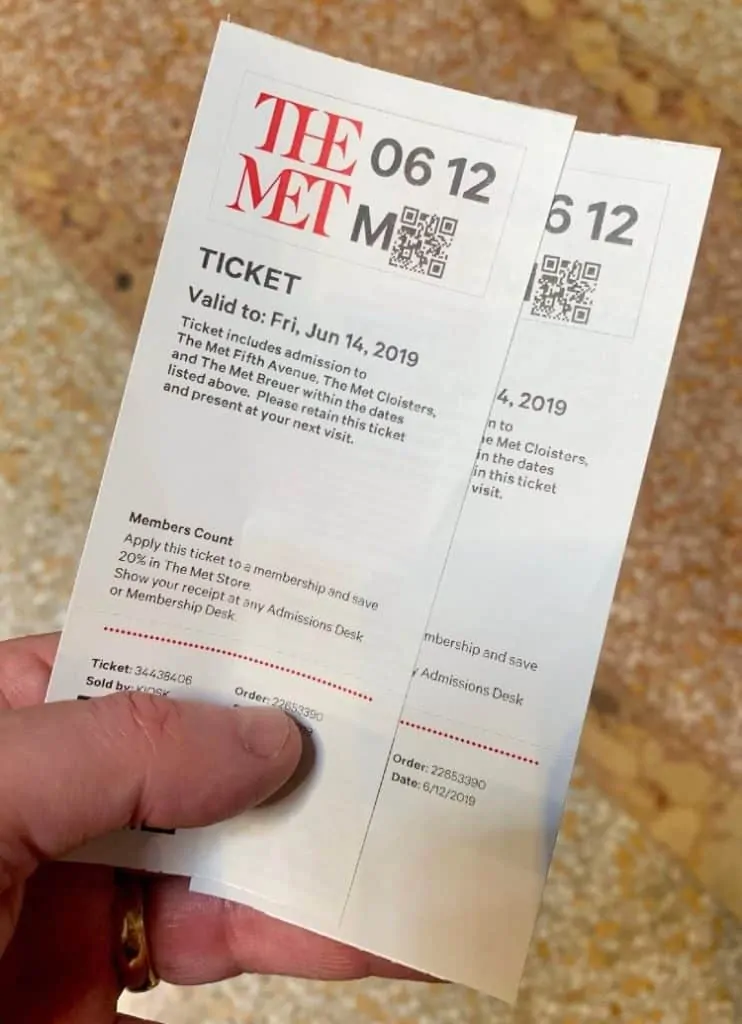 THE
MET
06 12
M
TICKET
Valid to: Fri, Jun 14, 2019
Ticket includes admission to
The Met Fifth Avenue, The Met Cloisters,
and The Met Breuer within the dates
listed above. Please retain this ticket
and present at your next visit.
Members Count
Apply this ticket to a membership and save
20% in The Met Store.
Show your receipt at any Admissions Desk
or Membership Desk.
Ticket: 34438406
Sold by: KIOSK
Order: 22653390
6 12
4, 2019
n to
e Met Cloisters,
in the dates
in this ticket
visit.
mbership and save
y Admissions Desk
Order: 22653390
Date: 6/12/2019